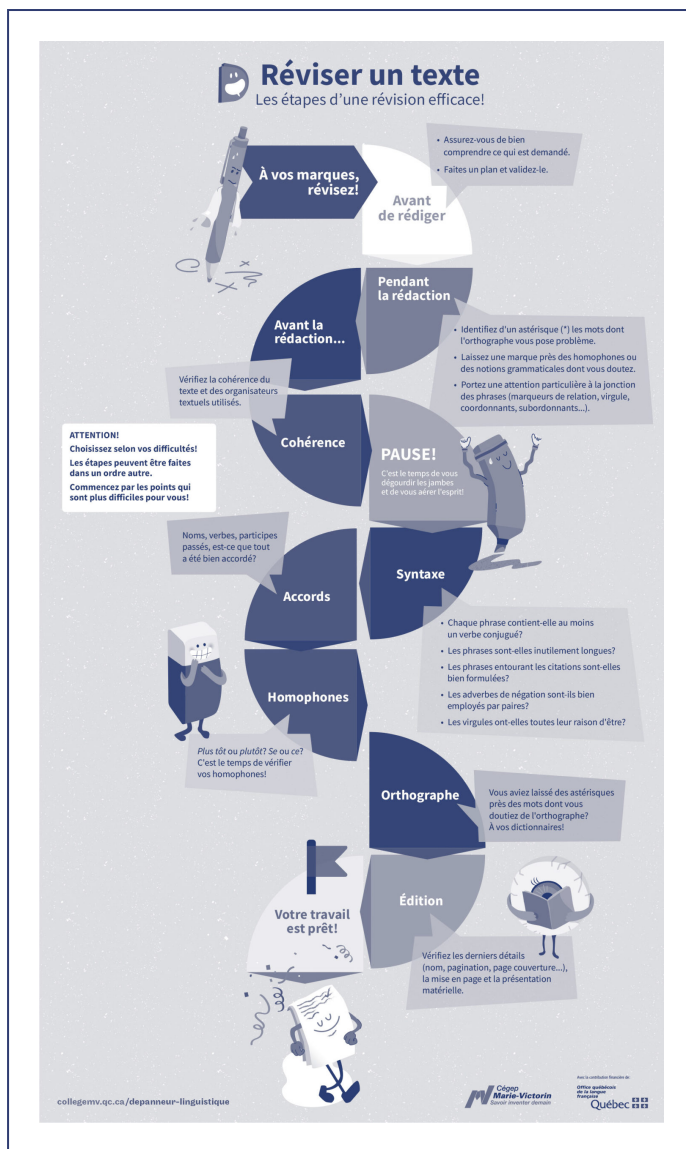 Réviser un texte
Les étapes d'une révision efficace!
À vos marques,
révisez!
Avant
de rédiger
• Assurez-vous de bien
comprendre ce qui est demandé.
• Faites un plan et validez-le.
Pendant
la rédaction
• Identifiez d'un astérisque (*) les mots dont
l'orthographe vous pose problème.
• Laissez une marque près des homophones ou
des notions grammaticales dont vous doutez.
• Portez une attention particulière à la jonction
des phrases (marqueurs de relation, virgule,
coordonnants, subordonnants...).
Avant la
rédaction...
Vérifiez la cohérence du
texte et des organisateurs
textuels utilisés.
Cohérence
ATTENTION!
Choisissez selon vos difficultés!
Les étapes peuvent être faites
dans un ordre autre.
Commencez par les points qui
sont plus difficiles pour vous!
PAUSE!
C'est le temps de vous
dégourdir les jambes
et de vous aérer l'esprit!
Syntaxe
• Chaque phrase contient-elle au moins
un verbe conjugué?
• Les phrases sont-elles inutilement longues?
• Les phrases entourant les citations sont-elles
bien formulées?
• Les adverbes de négation sont-ils bien
employés par paires?
• Les virgules ont-elles toutes leur raison d'être?
Noms, verbes, participes
passés, est-ce que tout
a été bien accordé?
Accords
Homophones
Plus tôt ou plutôt? Se ou ce?
C'est le temps de vérifier
vos homophones!
Orthographe
Vous aviez laissé des astérisques
près des mots dont vous
doutiez de l'orthographe?
À vos dictionnaires!
Édition
Vérifiez les derniers détails
(nom, pagination, page couverture...),
la mise en page et la présentation
matérielle.
Votre travail
est prêt!
collegemv.qc.ca/depanneur-linguistique
Cégep
Marie-Victorin
Savoir inventer demain
Avec la contribution financière de:
Office québécois
de la langue
française
Québec